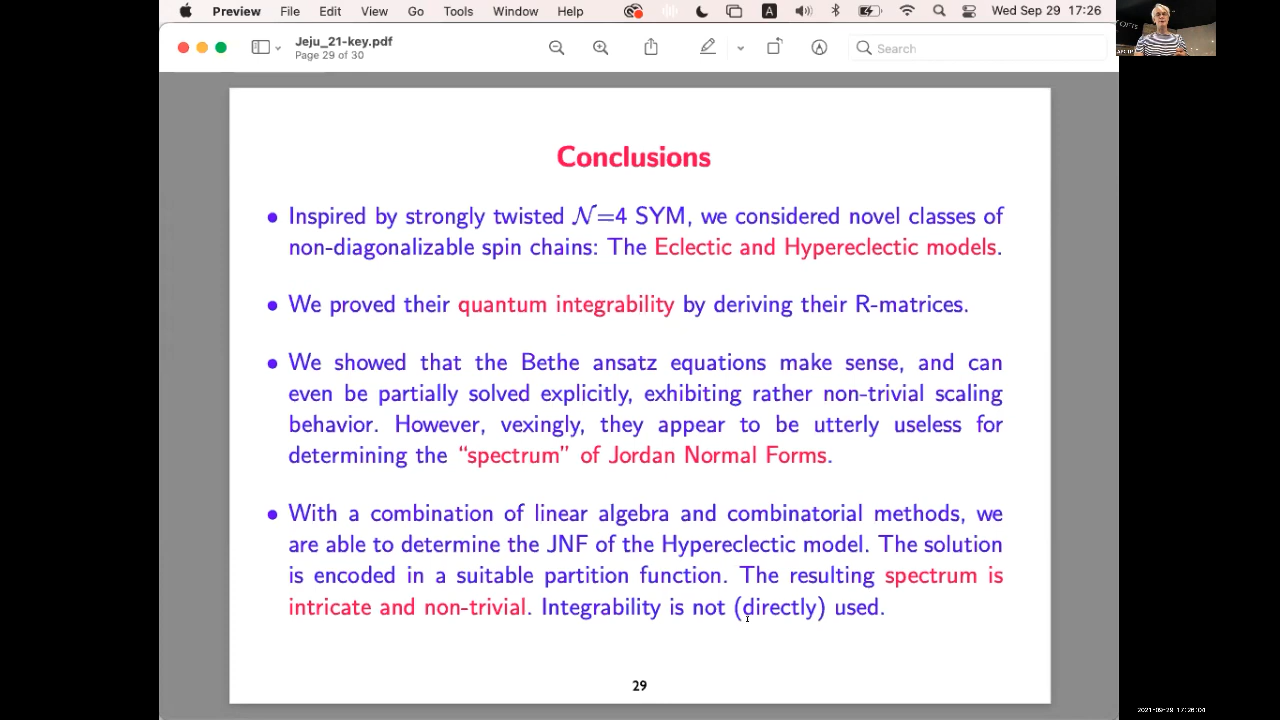 Preview File Edit View Go Tools Window Help A Wed Sep 29 17:26
Jeju_21-key.pdf
Page 29 of 30
Search
Conclusions
• Inspired by strongly twisted 𝒩=4 SYM, we considered novel classes of
non-diagonalizable spin chains: The Eclectic and Hypereclectic models.
• We proved their quantum integrability by deriving their R-matrices.
• We showed that the Bethe ansatz equations make sense, and can
even be partially solved explicitly, exhibiting rather non-trivial scaling
behavior. However, vexingly, they appear to be utterly useless for
determining the “spectrum” of Jordan Normal Forms.
• With a combination of linear algebra and combinatorial methods, we
are able to determine the JNF of the Hypereclectic model. The solution
is encoded in a suitable partition function. The resulting spectrum is
intricate and non-trivial. Integrability is not (directly) used.
29
2021-09-29 17:26:04